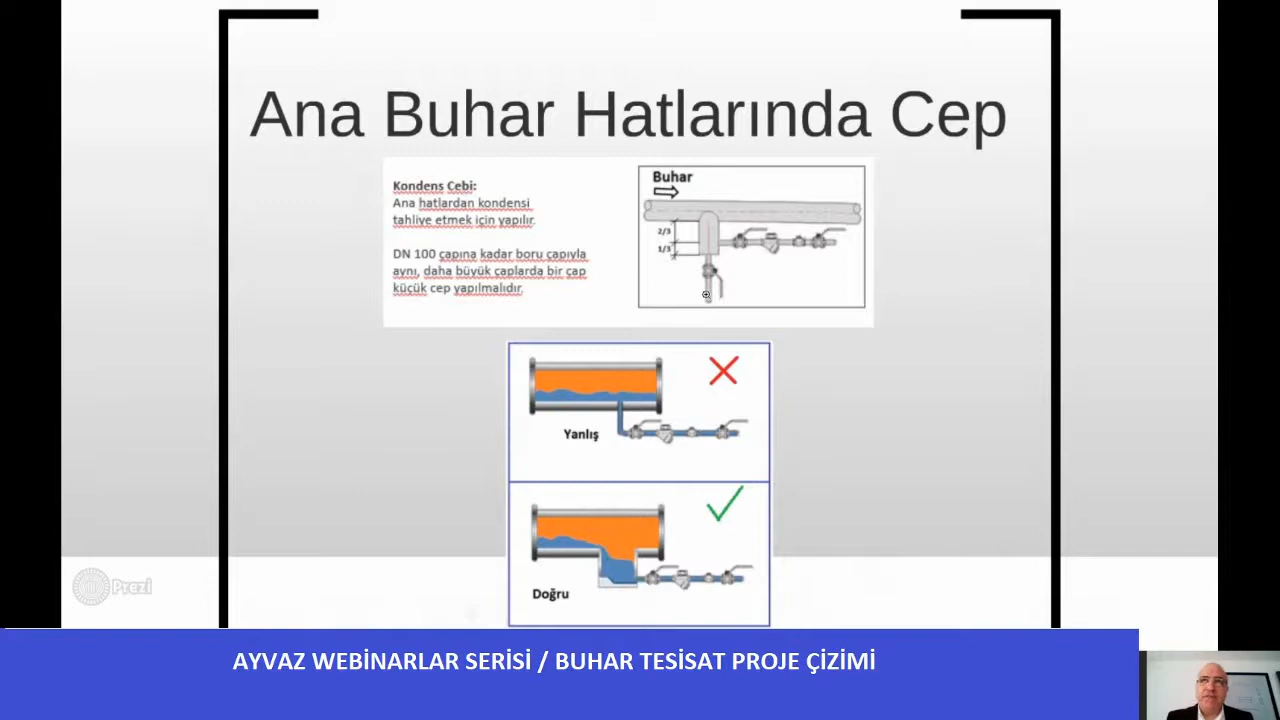 Ana Buhar Hatlarında Cep
Kondens Cebi:
Ana hatlardan kondensi
tahliye etmek için yapılır.
DN 100 çapına kadar boru çapıyla
aynı, daha büyük çaplarda bir çap
küçük cep yapılmalıdır.
Buhar
2/3
1/3
Yanlış
Doğru
Prezi
AYVAZ WEBİNARLAR SERİSİ / BUHAR TESİSAT PROJE ÇİZİMİ